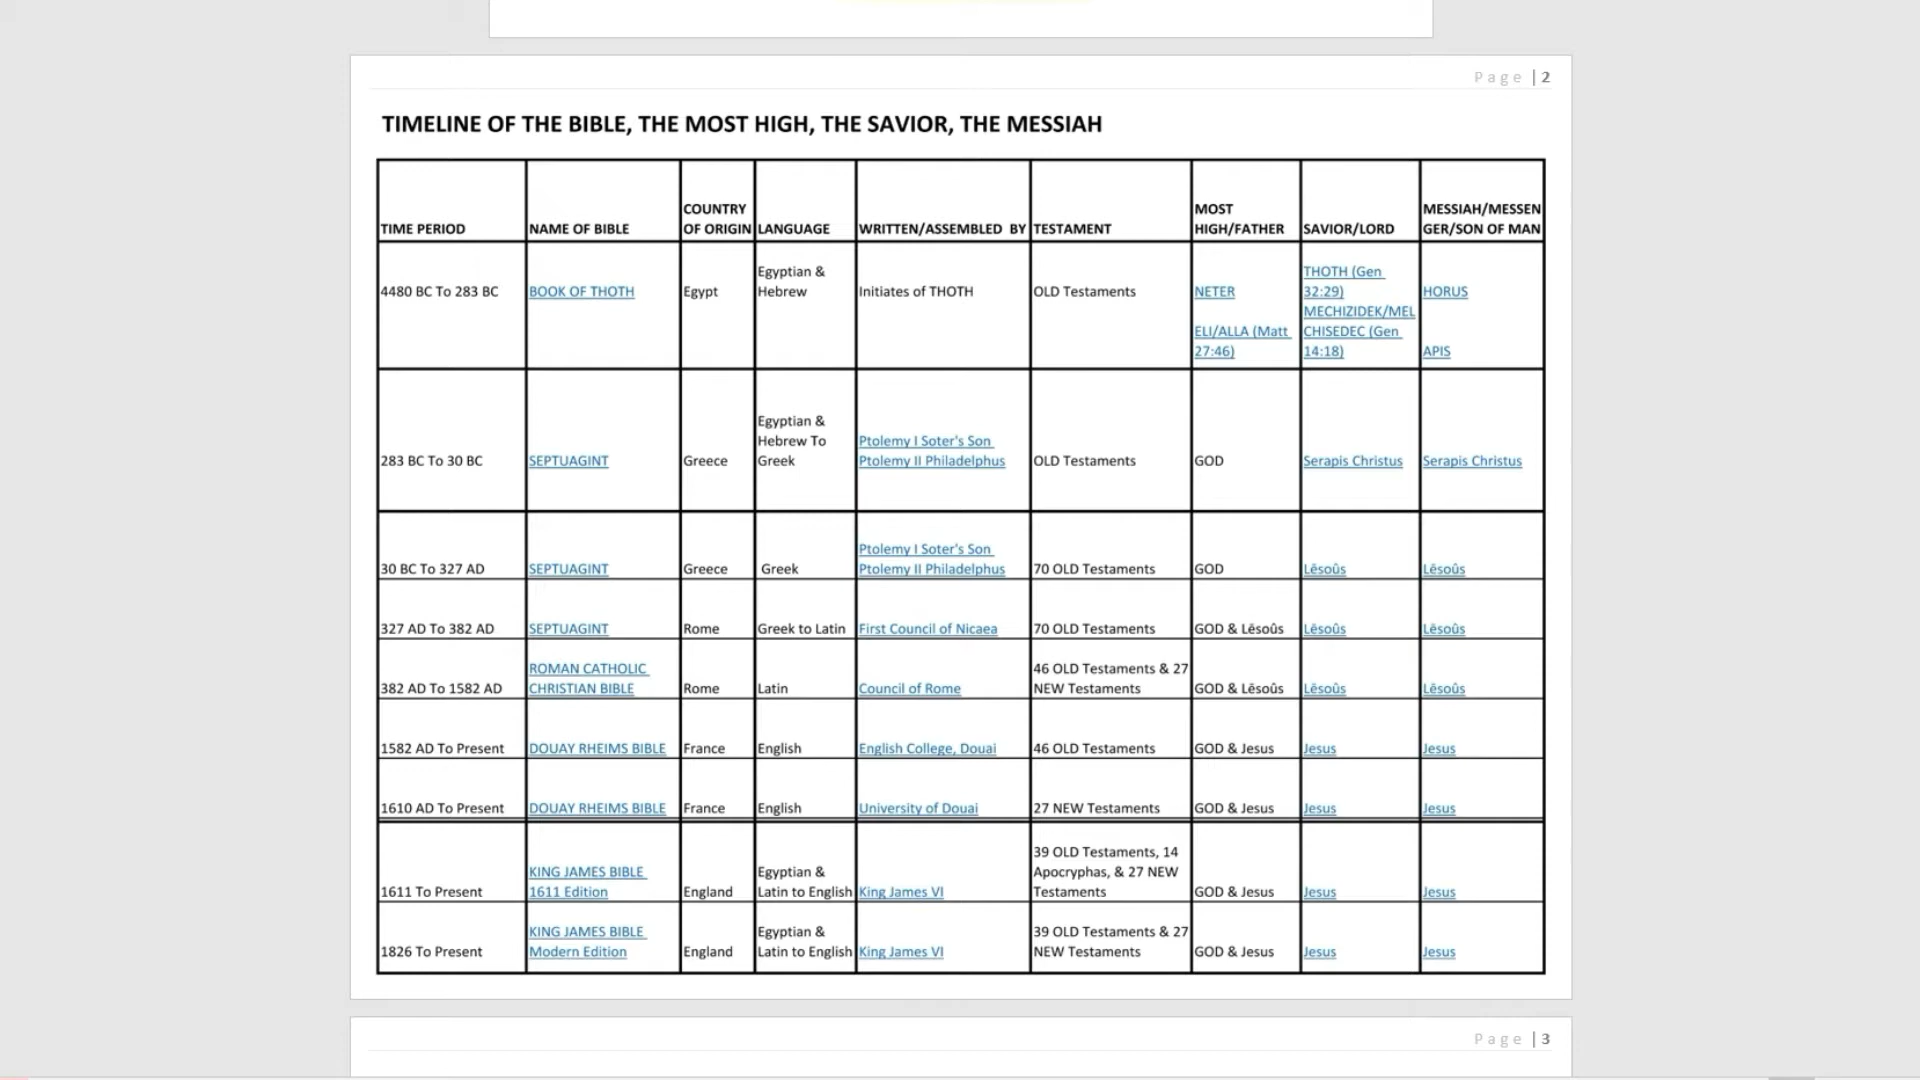 Page | 2
TIMELINE OF THE BIBLE, THE MOST HIGH, THE SAVIOR, THE MESSIAH
TIME PERIOD
NAME OF BIBLE
COUNTRY
OF ORIGIN
LANGUAGE
WRITTEN/ASSEMBLED BY
TESTAMENT
MOST
HIGH/FATHER
SAVIOR/LORD
MESSIAH/MESSEN
GER/SON OF MAN
4480 BC To 283 BC
BOOK OF THOTH
Egypt
Egyptian &
Hebrew
Initiates of THOTH
OLD Testaments
NETER
ELI/ALLA (Matt
27:46)
THOTH (Gen
32:29)
MECHIZIDEK/MEL
CHISEDEC (Gen
14:18)
HORUS
APIS
283 BC To 30 BC
SEPTUAGINT
Greece
Egyptian &
Hebrew To
Greek
Ptolemy I Soter's Son
Ptolemy II Philadelphus
OLD Testaments
GOD
Serapis Christus
Serapis Christus
30 BC To 327 AD
SEPTUAGINT
Greece
Greek
Ptolemy I Soter's Son
Ptolemy II Philadelphus
70 OLD Testaments
GOD
Lēsoûs
Lēsoûs
327 AD To 382 AD
SEPTUAGINT
Rome
Greek to Latin
First Council of Nicaea
70 OLD Testaments
GOD & Lēsoûs
Lēsoûs
Lēsoûs
382 AD To 1582 AD
ROMAN CATHOLIC
CHRISTIAN BIBLE
Rome
Latin
Council of Rome
46 OLD Testaments & 27
NEW Testaments
GOD & Lēsoûs
Lēsoûs
Lēsoûs
1582 AD To Present
DOUAY RHEIMS BIBLE
France
English
English College, Douai
46 OLD Testaments
GOD & Jesus
Jesus
Jesus
1610 AD To Present
DOUAY RHEIMS BIBLE
France
English
University of Douai
27 NEW Testaments
GOD & Jesus
Jesus
Jesus
1611 To Present
KING JAMES BIBLE
1611 Edition
England
Egyptian &
Latin to English
King James VI
39 OLD Testaments, 14
Apocryphas, & 27 NEW
Testaments
GOD & Jesus
Jesus
Jesus
1826 To Present
KING JAMES BIBLE
Modern Edition
England
Egyptian &
Latin to English
King James VI
39 OLD Testaments & 27
NEW Testaments
GOD & Jesus
Jesus
Jesus
Page | 3